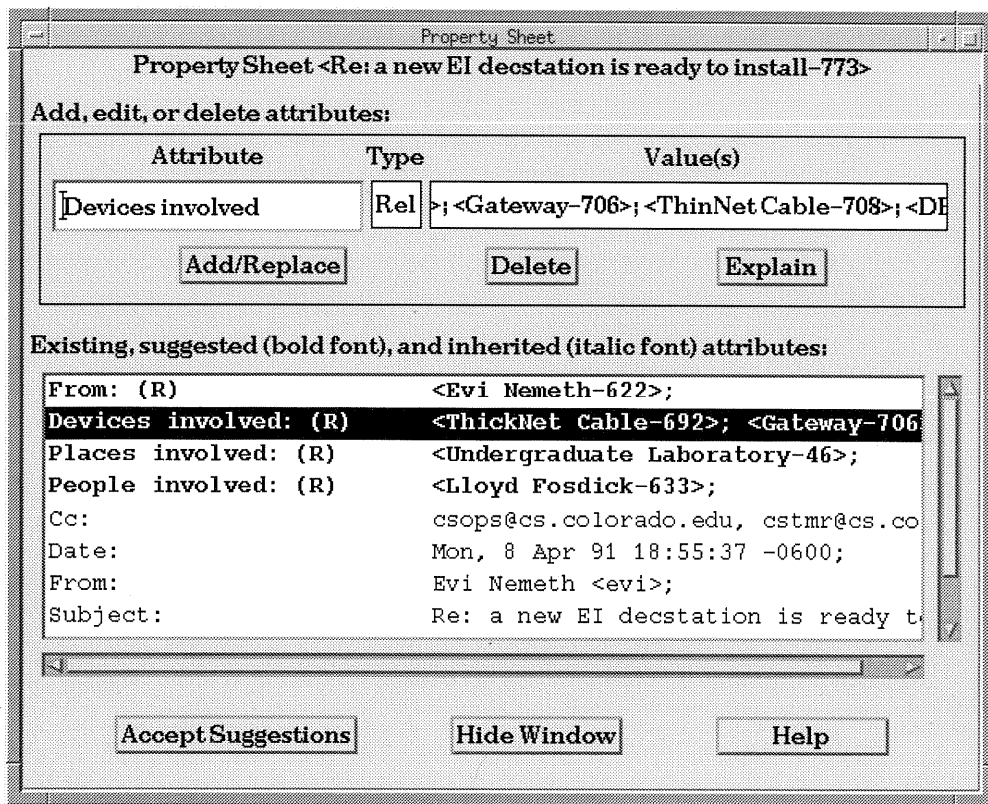 Property Sheet
Property Sheet <Re: a new EI decstation is ready to install-773>
Add, edit, or delete attributes:
Attribute Type Value(s)
Devices involved Rel >; <Gateway-706>; <ThinNet Cable-708>; <DE
Add/Replace Delete Explain
Existing, suggested (bold font), and inherited (italic font) attributes:
From: (R) <Evi Nemeth-622>;
Devices involved: (R) <ThickNet Cable-692>; <Gateway-706
Places involved: (R) <Undergraduate Laboratory-46>;
People involved: (R) <Lloyd Fosdick-633>;
Cc: csops@cs.colorado.edu, cstmr@cs.co
Date: Mon, 8 Apr 91 18:55:37 -0600;
From: Evi Nemeth <evi>;
Subject: Re: a new EI decstation is ready t
Accept Suggestions Hide Window Help